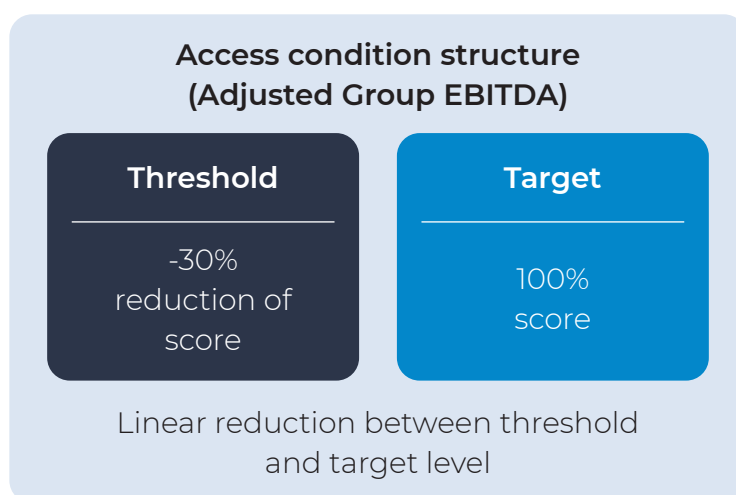 Access condition structure
(Adjusted Group EBITDA)
Threshold
-30%
reduction of
score
Target
100%
score
Linear reduction between threshold
and target level